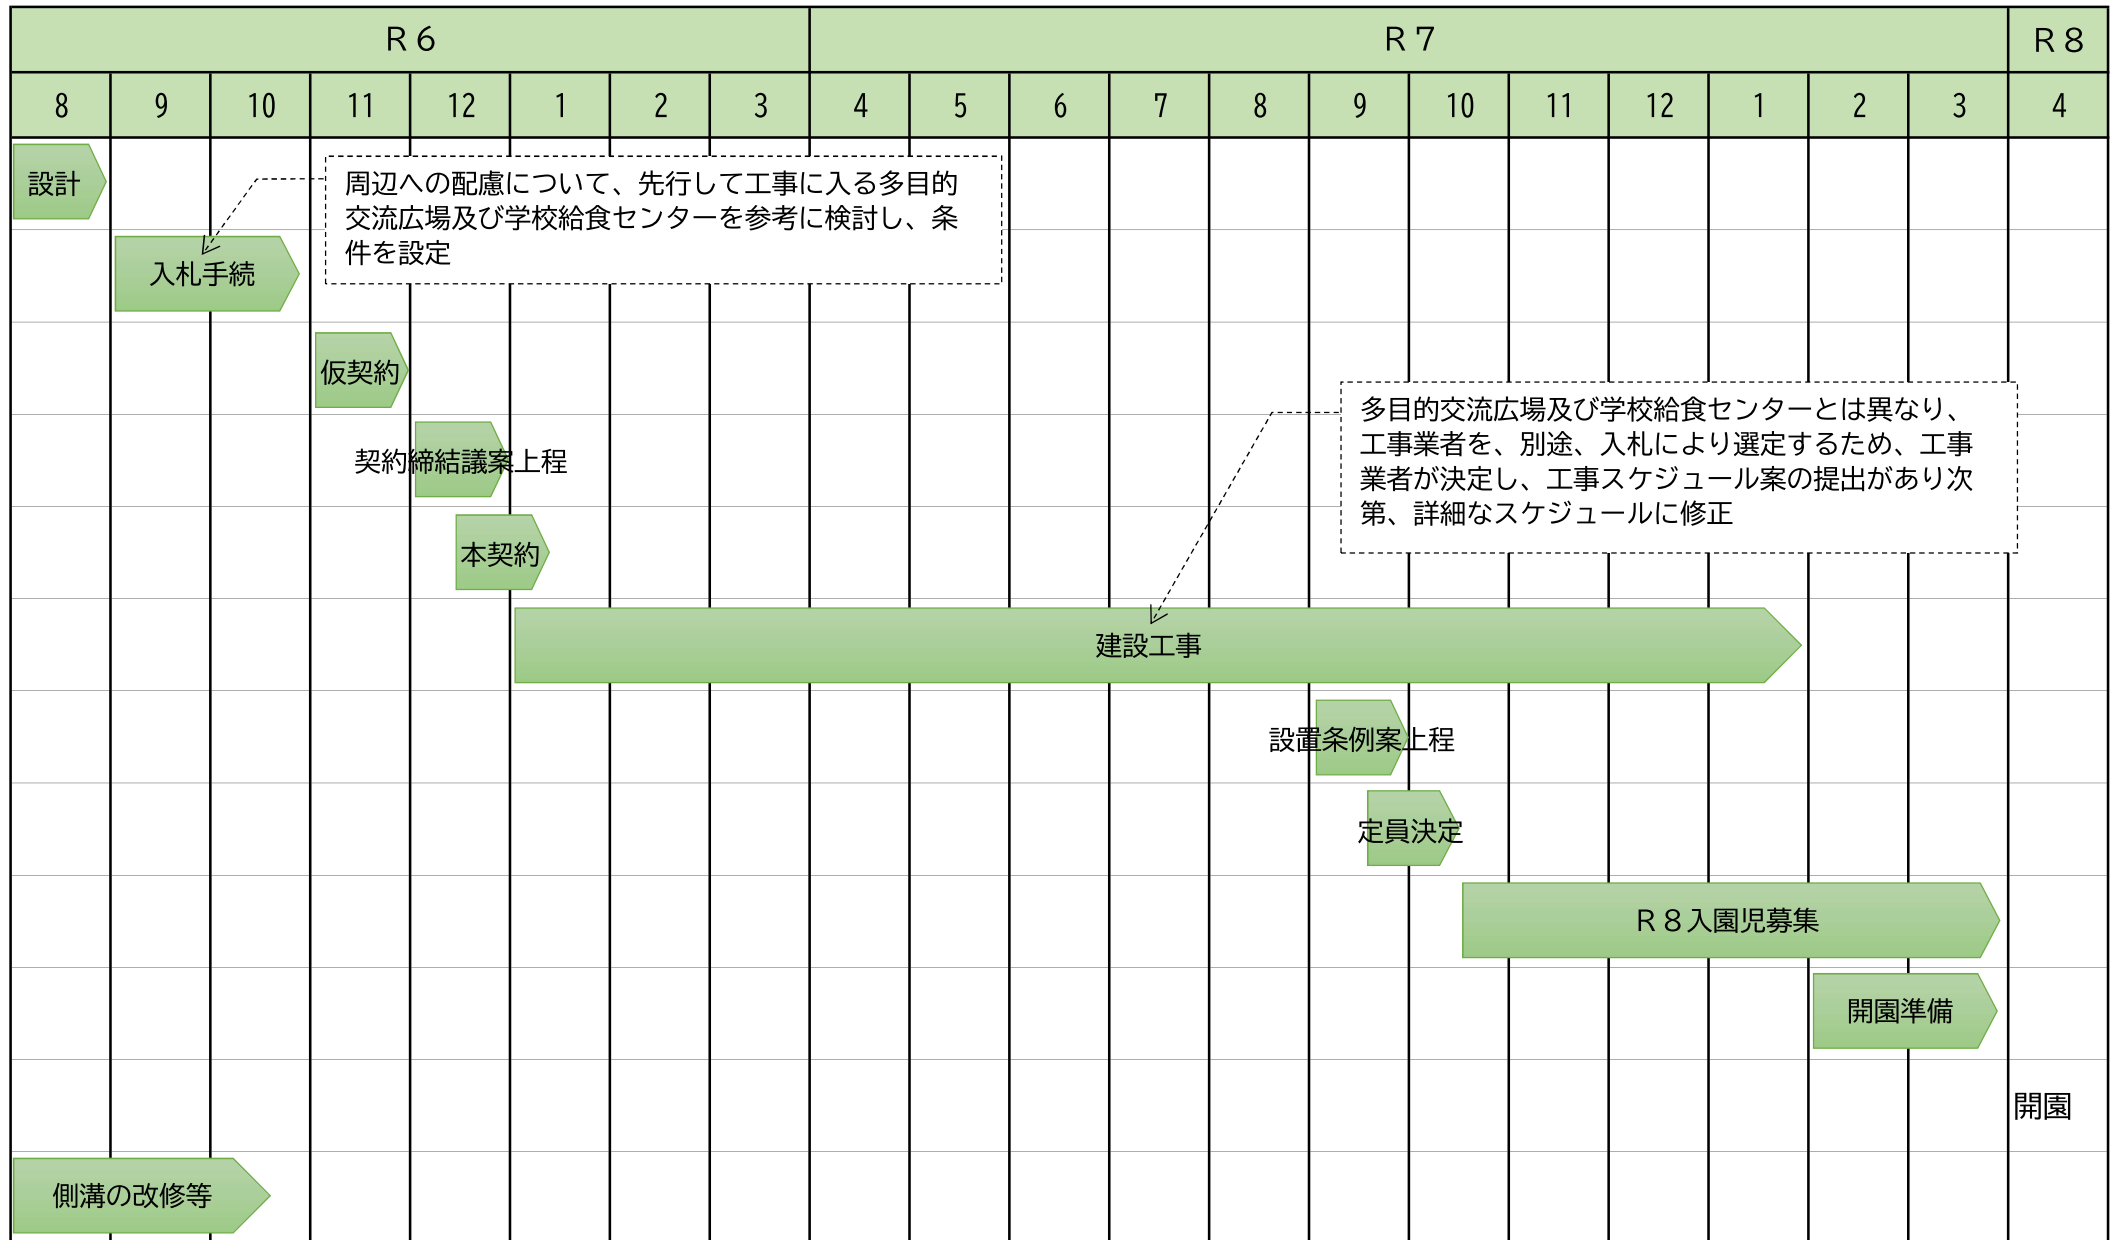 Ｒ６ Ｒ７ Ｒ８
8 9 10 11 12 1 2 3 4 5 6 7 8 9 10 11 12 1 2 3 4
設計
周辺への配慮について、先行して工事に入る多目的
交流広場及び学校給食センターを参考に検討し、条
件を設定
入札手続
仮契約
多目的交流広場及び学校給食センターとは異なり、
工事業者を、別途、入札により選定するため、工事
業者が決定し、工事スケジュール案の提出があり次
第、詳細なスケジュールに修正
契約締結議案上程
本契約
建設工事
設置条例案上程
定員決定
Ｒ８入園児募集
開園準備
開園
側溝の改修等